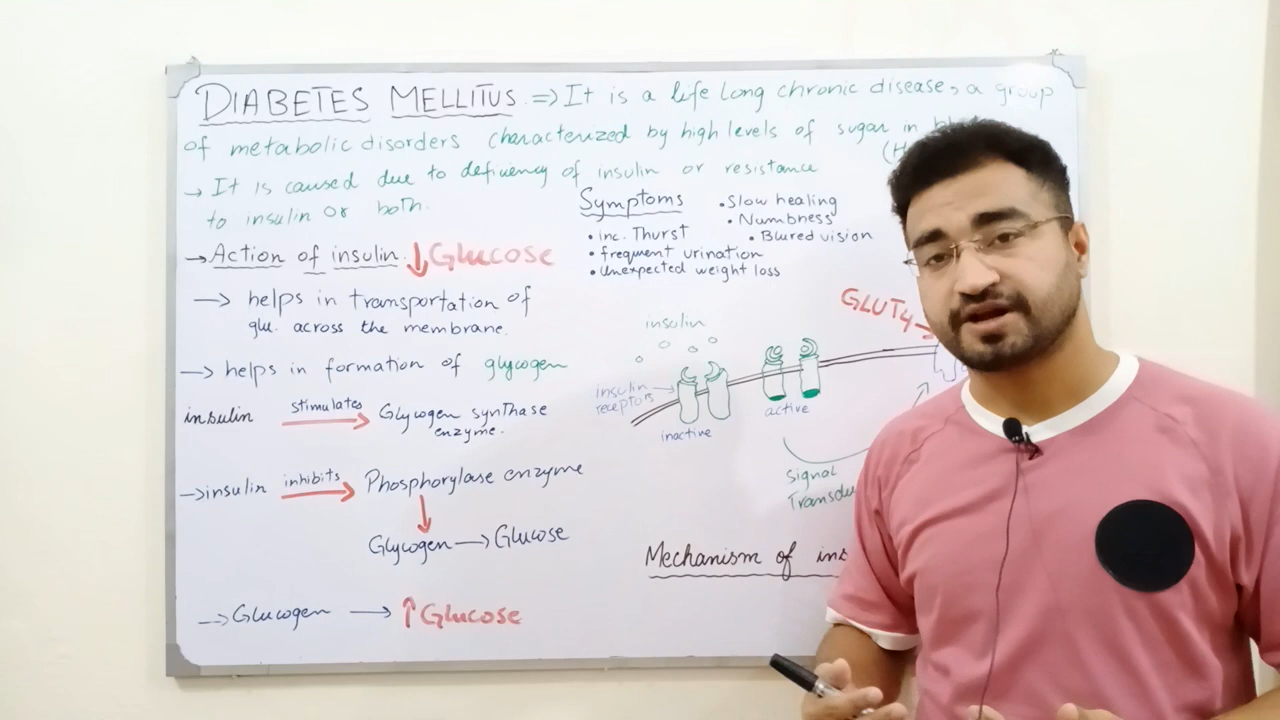 DIABETES MELLITUS ⇒ It is a life long chronic disease, a group
of metabolic disorders characterized by high levels of sugar in
→ It is caused due to deficiency of insulin or resistance
to insulin or both.
→ Action of insulin. ↓ Glucose
→ helps in transportation of
glu. across the membrane.
→ helps in formation of glycogen
insulin stimulates → Glycogen synthase
enzyme.
→ insulin inhibits → Phosphorylase enzyme
↓
Glycogen → Glucose
→ Glucogen → ↑ Glucose
Symptoms
• inc. Thurst
• frequent urination
• Unexpected weight loss
• Slow healing
• Numbness
• Blured vision
insulin
insulin
receptors →
inactive
active
GLUT4 →
Signal
Mechanism of